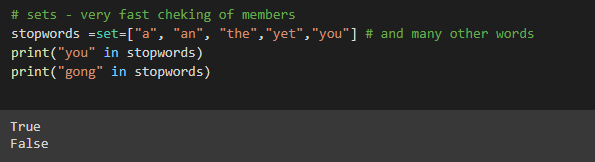 # sets - very fast cheking of members
stopwords =set=["a", "an", "the","yet","you"] # and many other words
print("you" in stopwords)
print("gong" in stopwords)
True
False